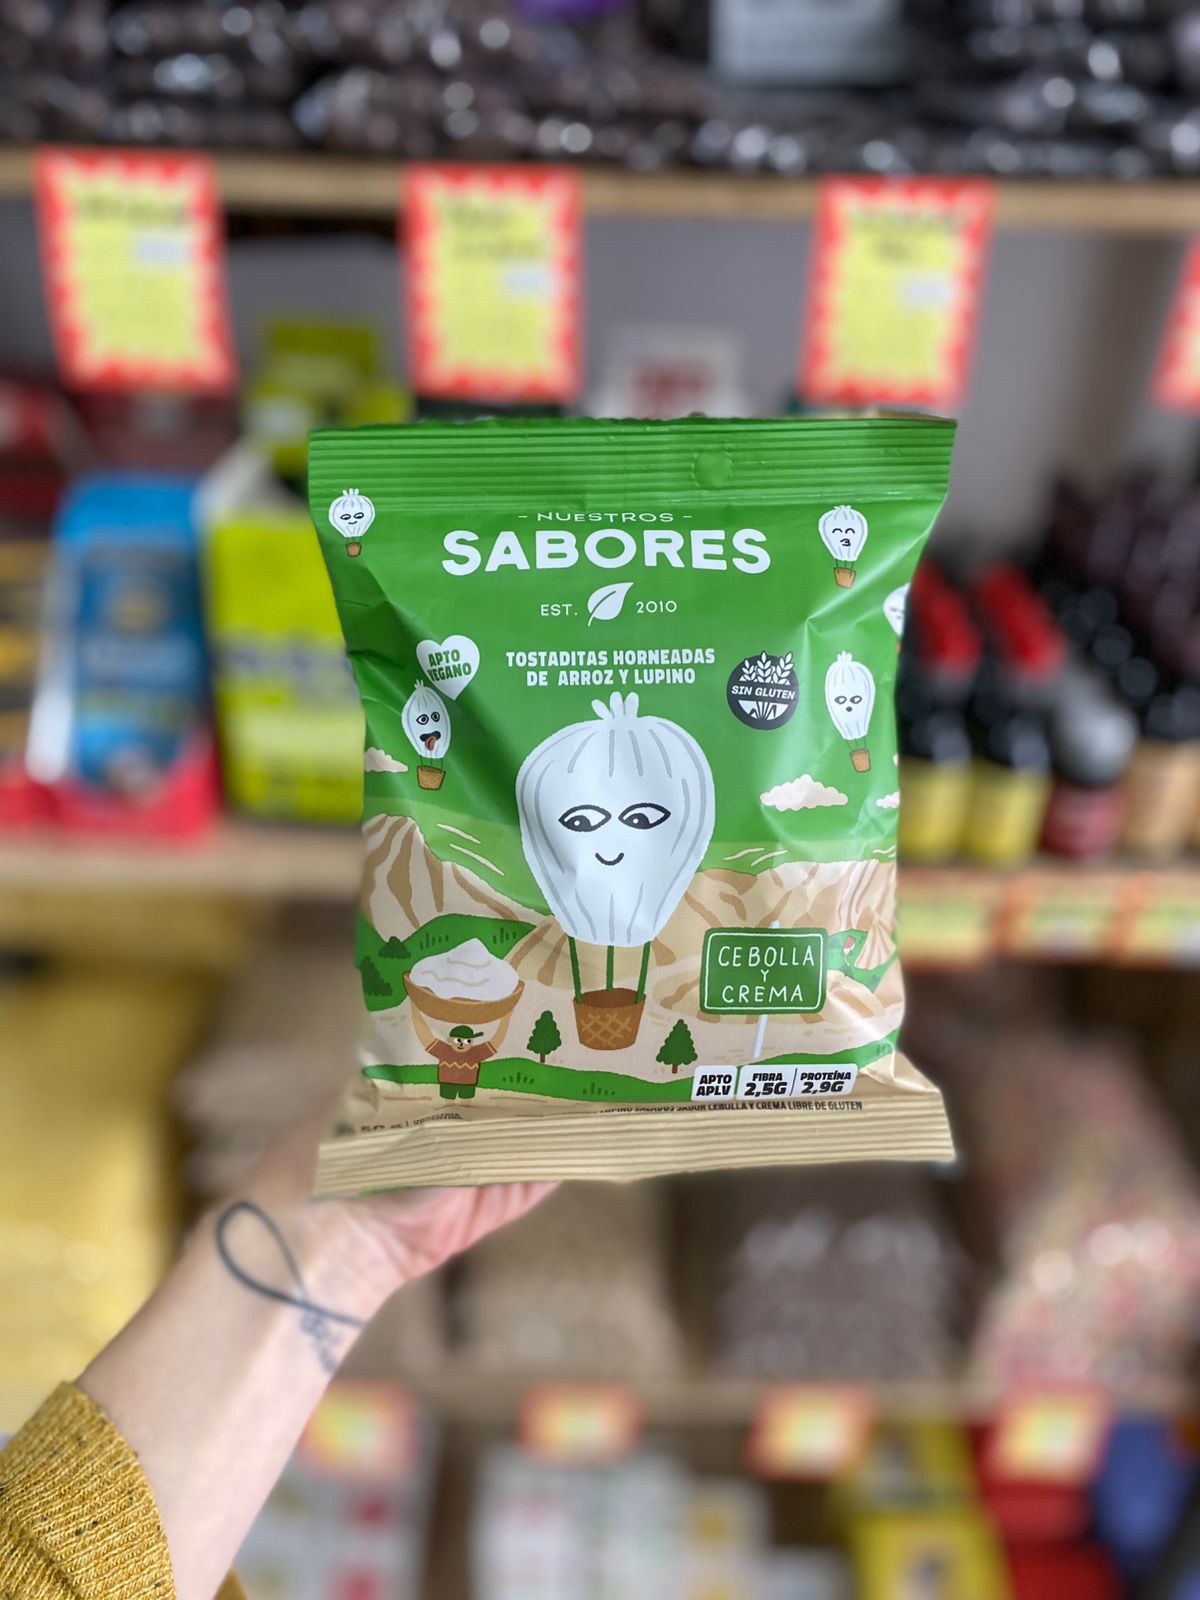 - NUESTROS -
SABORES
EST. 2010
APTO
VEGANO
TOSTADITAS HORNEADAS
DE ARROZ Y LUPINO
SIN GLUTEN
CEBOLLA
Y
CREMA
APTO
APLV
FIBRA
2,5G
PROTEÍNA
2,9G
LUPINO SALADOS SABOR CEBOLLA Y CREMA LIBRE DE GLUTEN